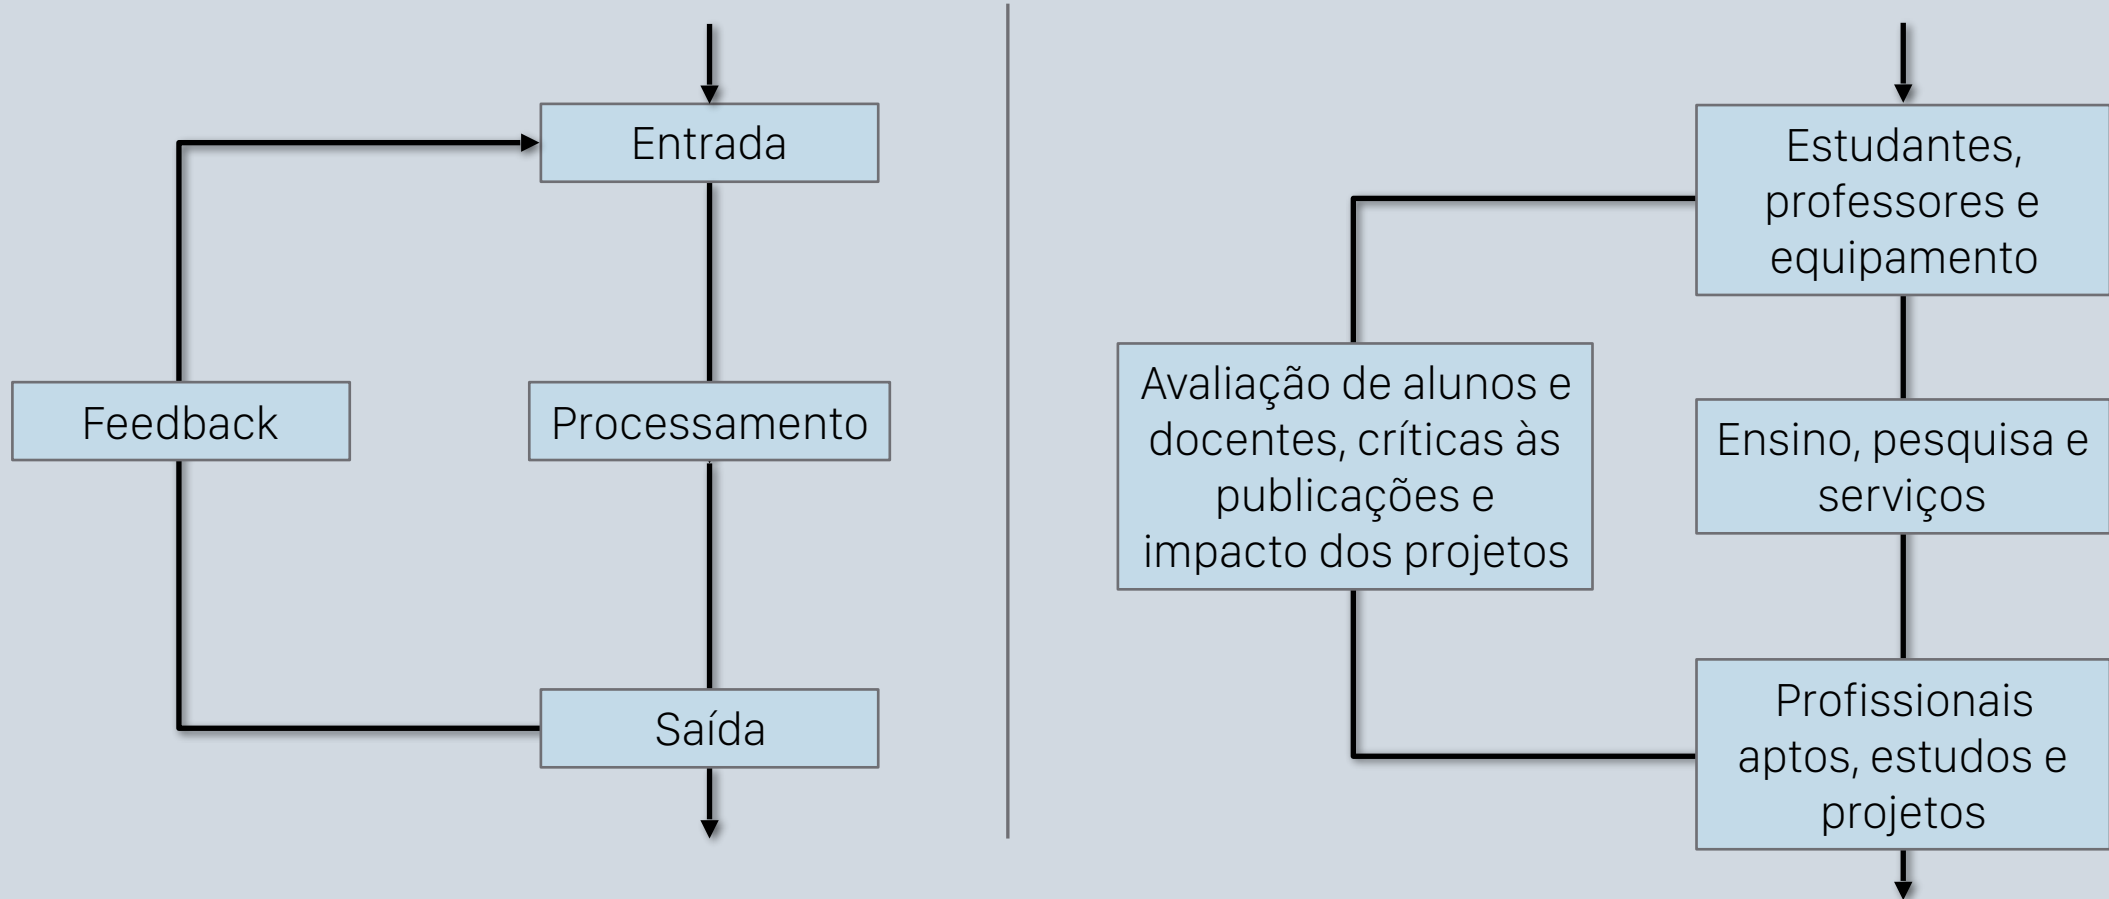 Entrada
Feedback
Processamento
Saída
Estudantes,
professores e
equipamento
Avaliação de alunos e
docentes, críticas às
publicações e
impacto dos projetos
Ensino, pesquisa e
serviços
Profissionais
aptos, estudos e
projetos